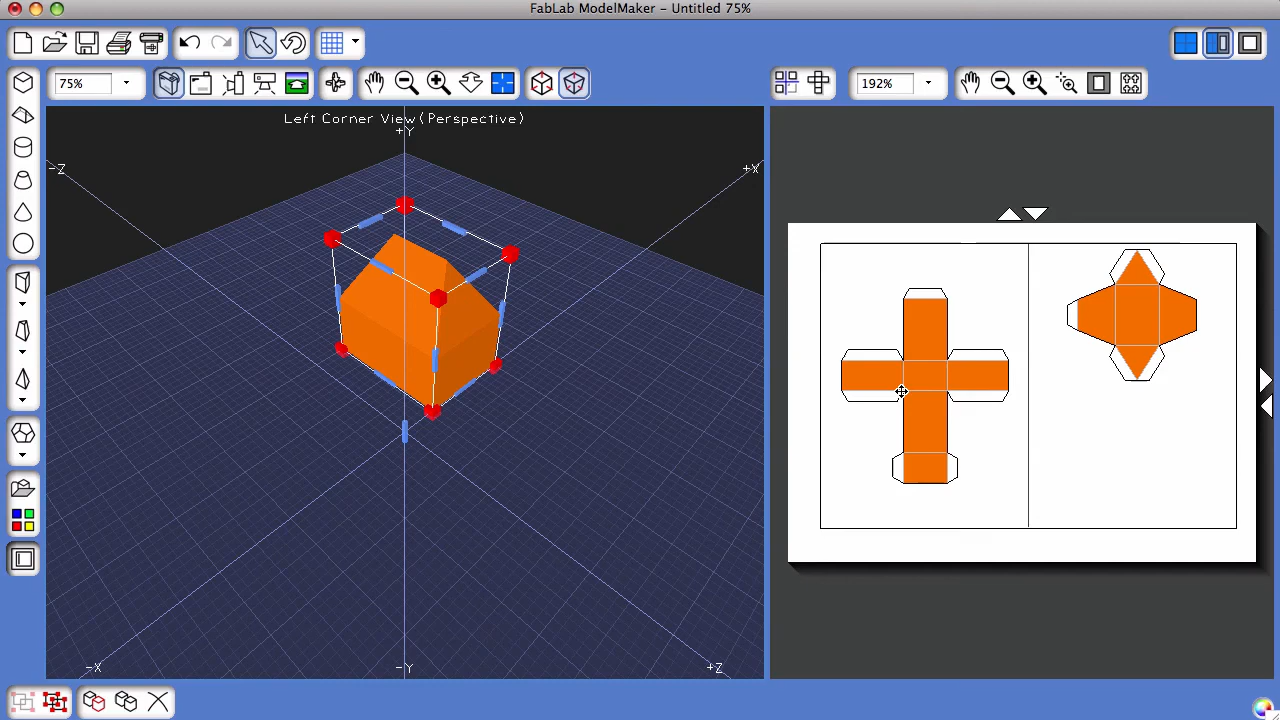 FabLab ModelMaker - Untitled 75%
75%
192%
Left Corner View(Perspective)
+Y
-Z
+X
-X
-Y
+Z